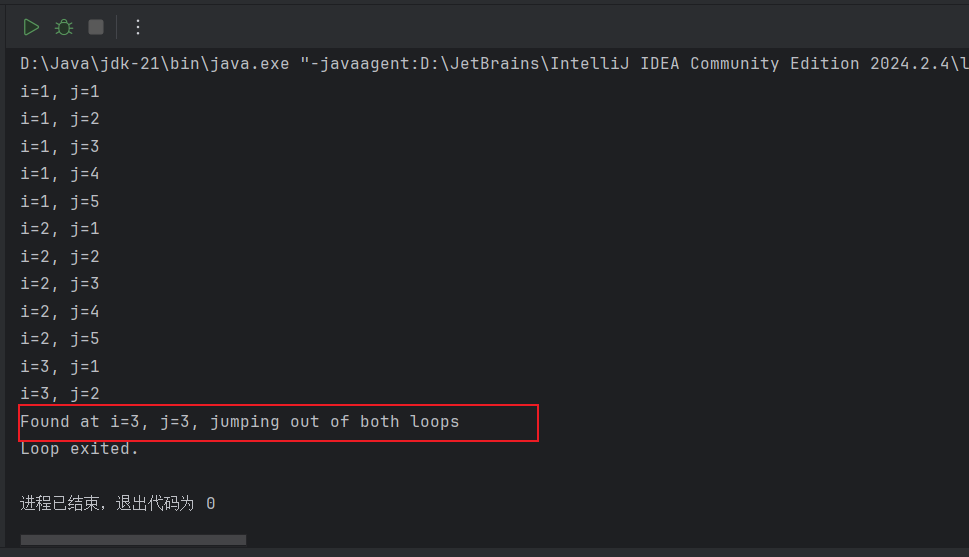 D:\Java\jdk-21\bin\java.exe "-javaagent:D:\JetBrains\IntelliJ IDEA Community Edition 2024.2.4\l
i=1, j=1
i=1, j=2
i=1, j=3
i=1, j=4
i=1, j=5
i=2, j=1
i=2, j=2
i=2, j=3
i=2, j=4
i=2, j=5
i=3, j=1
i=3, j=2
Found at i=3, j=3, jumping out of both loops
Loop exited.
进程已结束，退出代码为 0